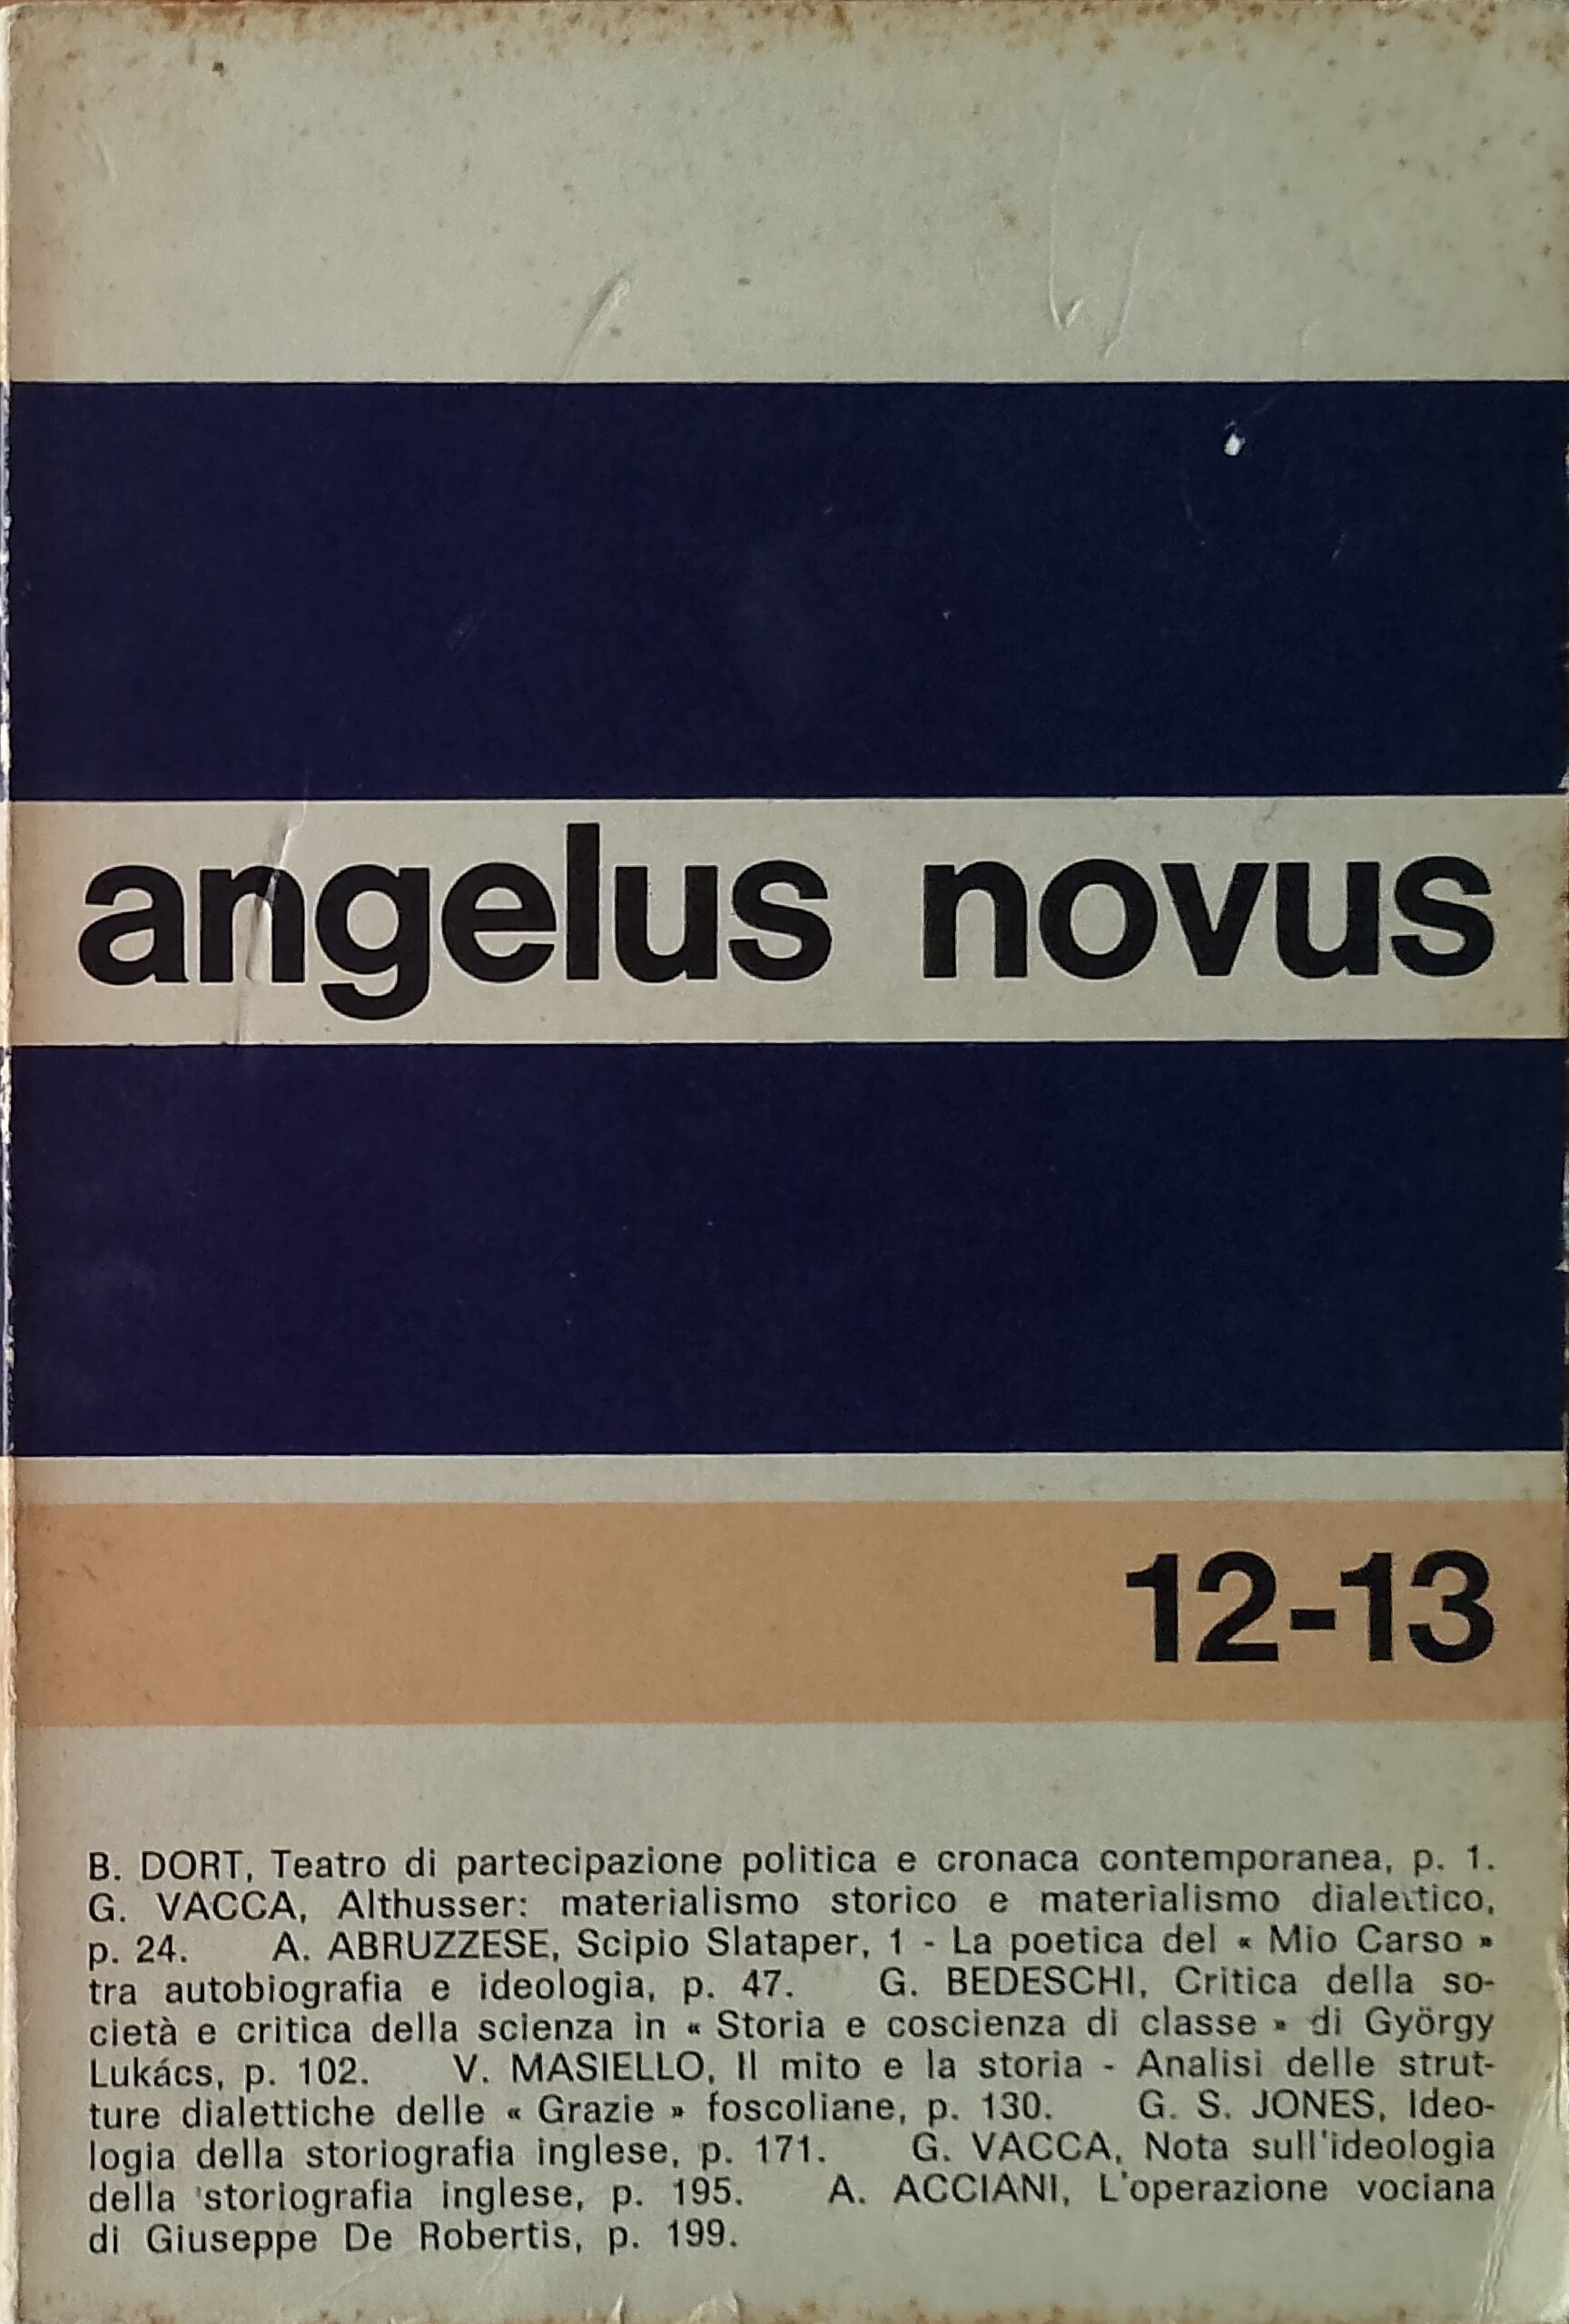 angelus novus
12-13
B. DORT, Teatro di partecipazione politica e cronaca contemporanea, p. 1.
G. VACCA, Althusser: materialismo storico e materialismo dialettico,
p. 24. A. ABRUZZESE, Scipio Slataper, 1 - La poetica del « Mio Carso »
tra autobiografia e ideologia, p. 47. G. BEDESCHI, Critica della so-
cietà e critica della scienza in « Storia e coscienza di classe » di György
Lukács, p. 102. V. MASIELLO, Il mito e la storia - Analisi delle strut-
ture dialettiche delle « Grazie » foscoliane, p. 130. G. S. JONES, Ideo-
logia della storiografia inglese, p. 171. G. VACCA, Nota sull'ideologia
della storiografia inglese, p. 195. A. ACCIANI, L'operazione vociana
di Giuseppe De Robertis, p. 199.